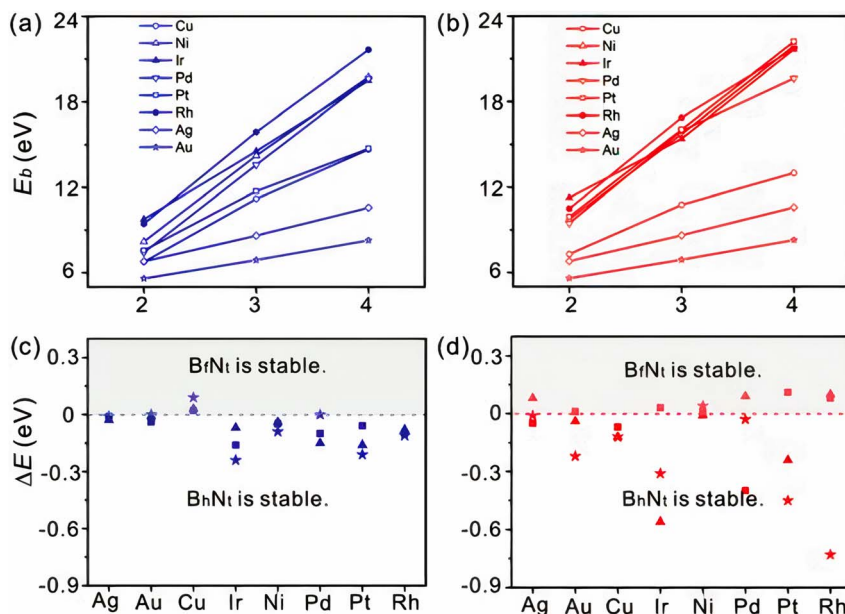 (a)
24
18
12
6
Eb (eV)
Cu
Ni
Ir
Pd
Pt
Rh
Ag
Au
2 3 4
(b)
24
18
12
6
Eb (eV)
Cu
Ni
Ir
Pd
Pt
Rh
Ag
Au
2 3 4
(c)
0.3
0
-0.3
-0.6
-0.9
ΔE (eV)
BfNt is stable.
BhNt is stable.
Ag Au Cu Ir Ni Pd Pt Rh
(d)
0.3
0
-0.3
-0.6
-0.9
BfNt is stable.
BhNt is stable.
Ag Au Cu Ir Ni Pd Pt Rh